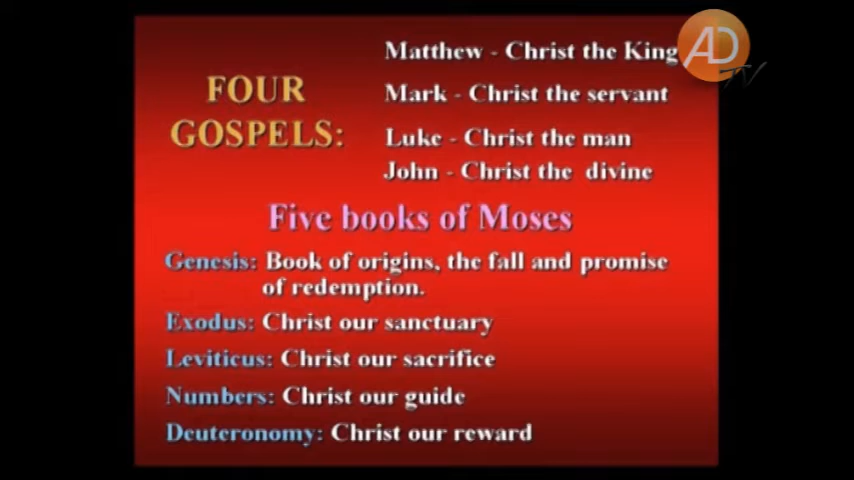 Matthew - Christ the King
Mark - Christ the servant
FOUR
GOSPELS:
Luke - Christ the man
John - Christ the divine
Five books of Moses
Genesis: Book of origins, the fall and promise
of redemption.
Exodus: Christ our sanctuary
Leviticus: Christ our sacrifice
Numbers: Christ our guide
Deuteronomy: Christ our reward
AD
TV